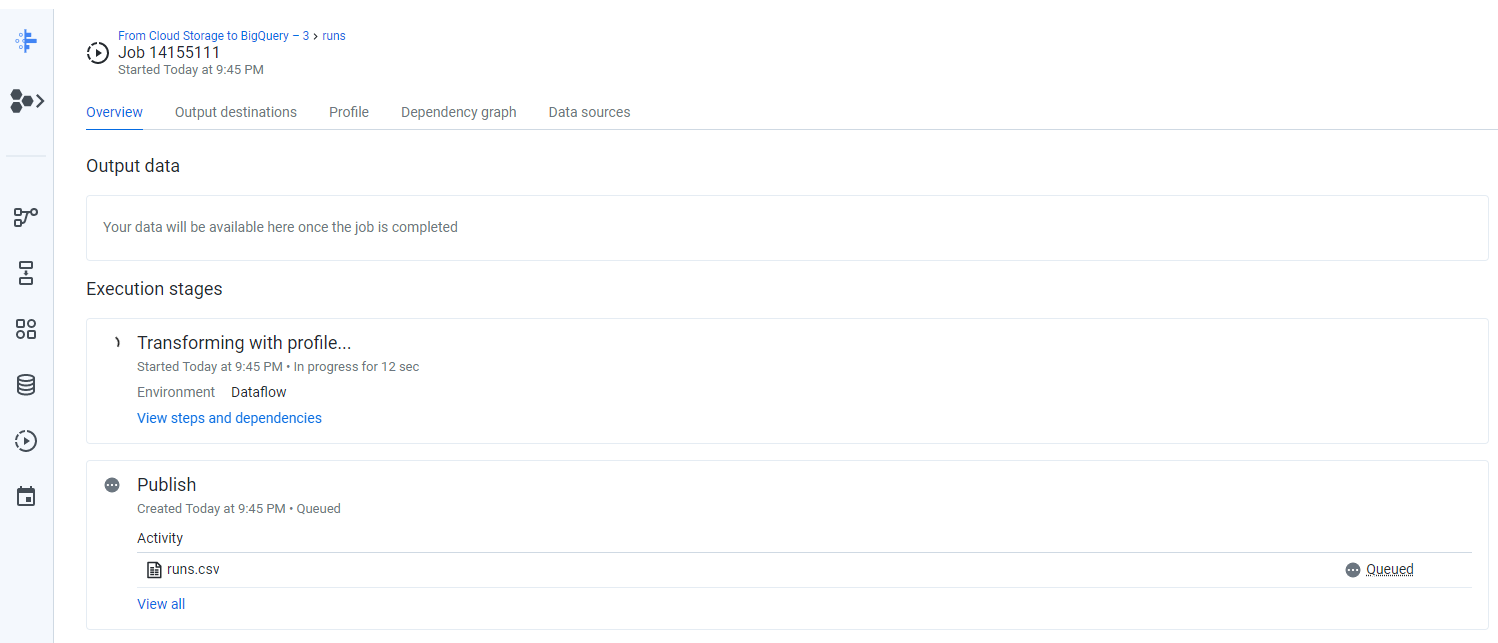 From Cloud Storage to BigQuery – 3 › runs
Job 14155111
Started Today at 9:45 PM
Overview Output destinations Profile Dependency graph Data sources
Output data
Your data will be available here once the job is completed
Execution stages
Transforming with profile...
Started Today at 9:45 PM • In progress for 12 sec
Environment Dataflow
View steps and dependencies
Publish
Created Today at 9:45 PM • Queued
Activity
runs.csv Queued
View all